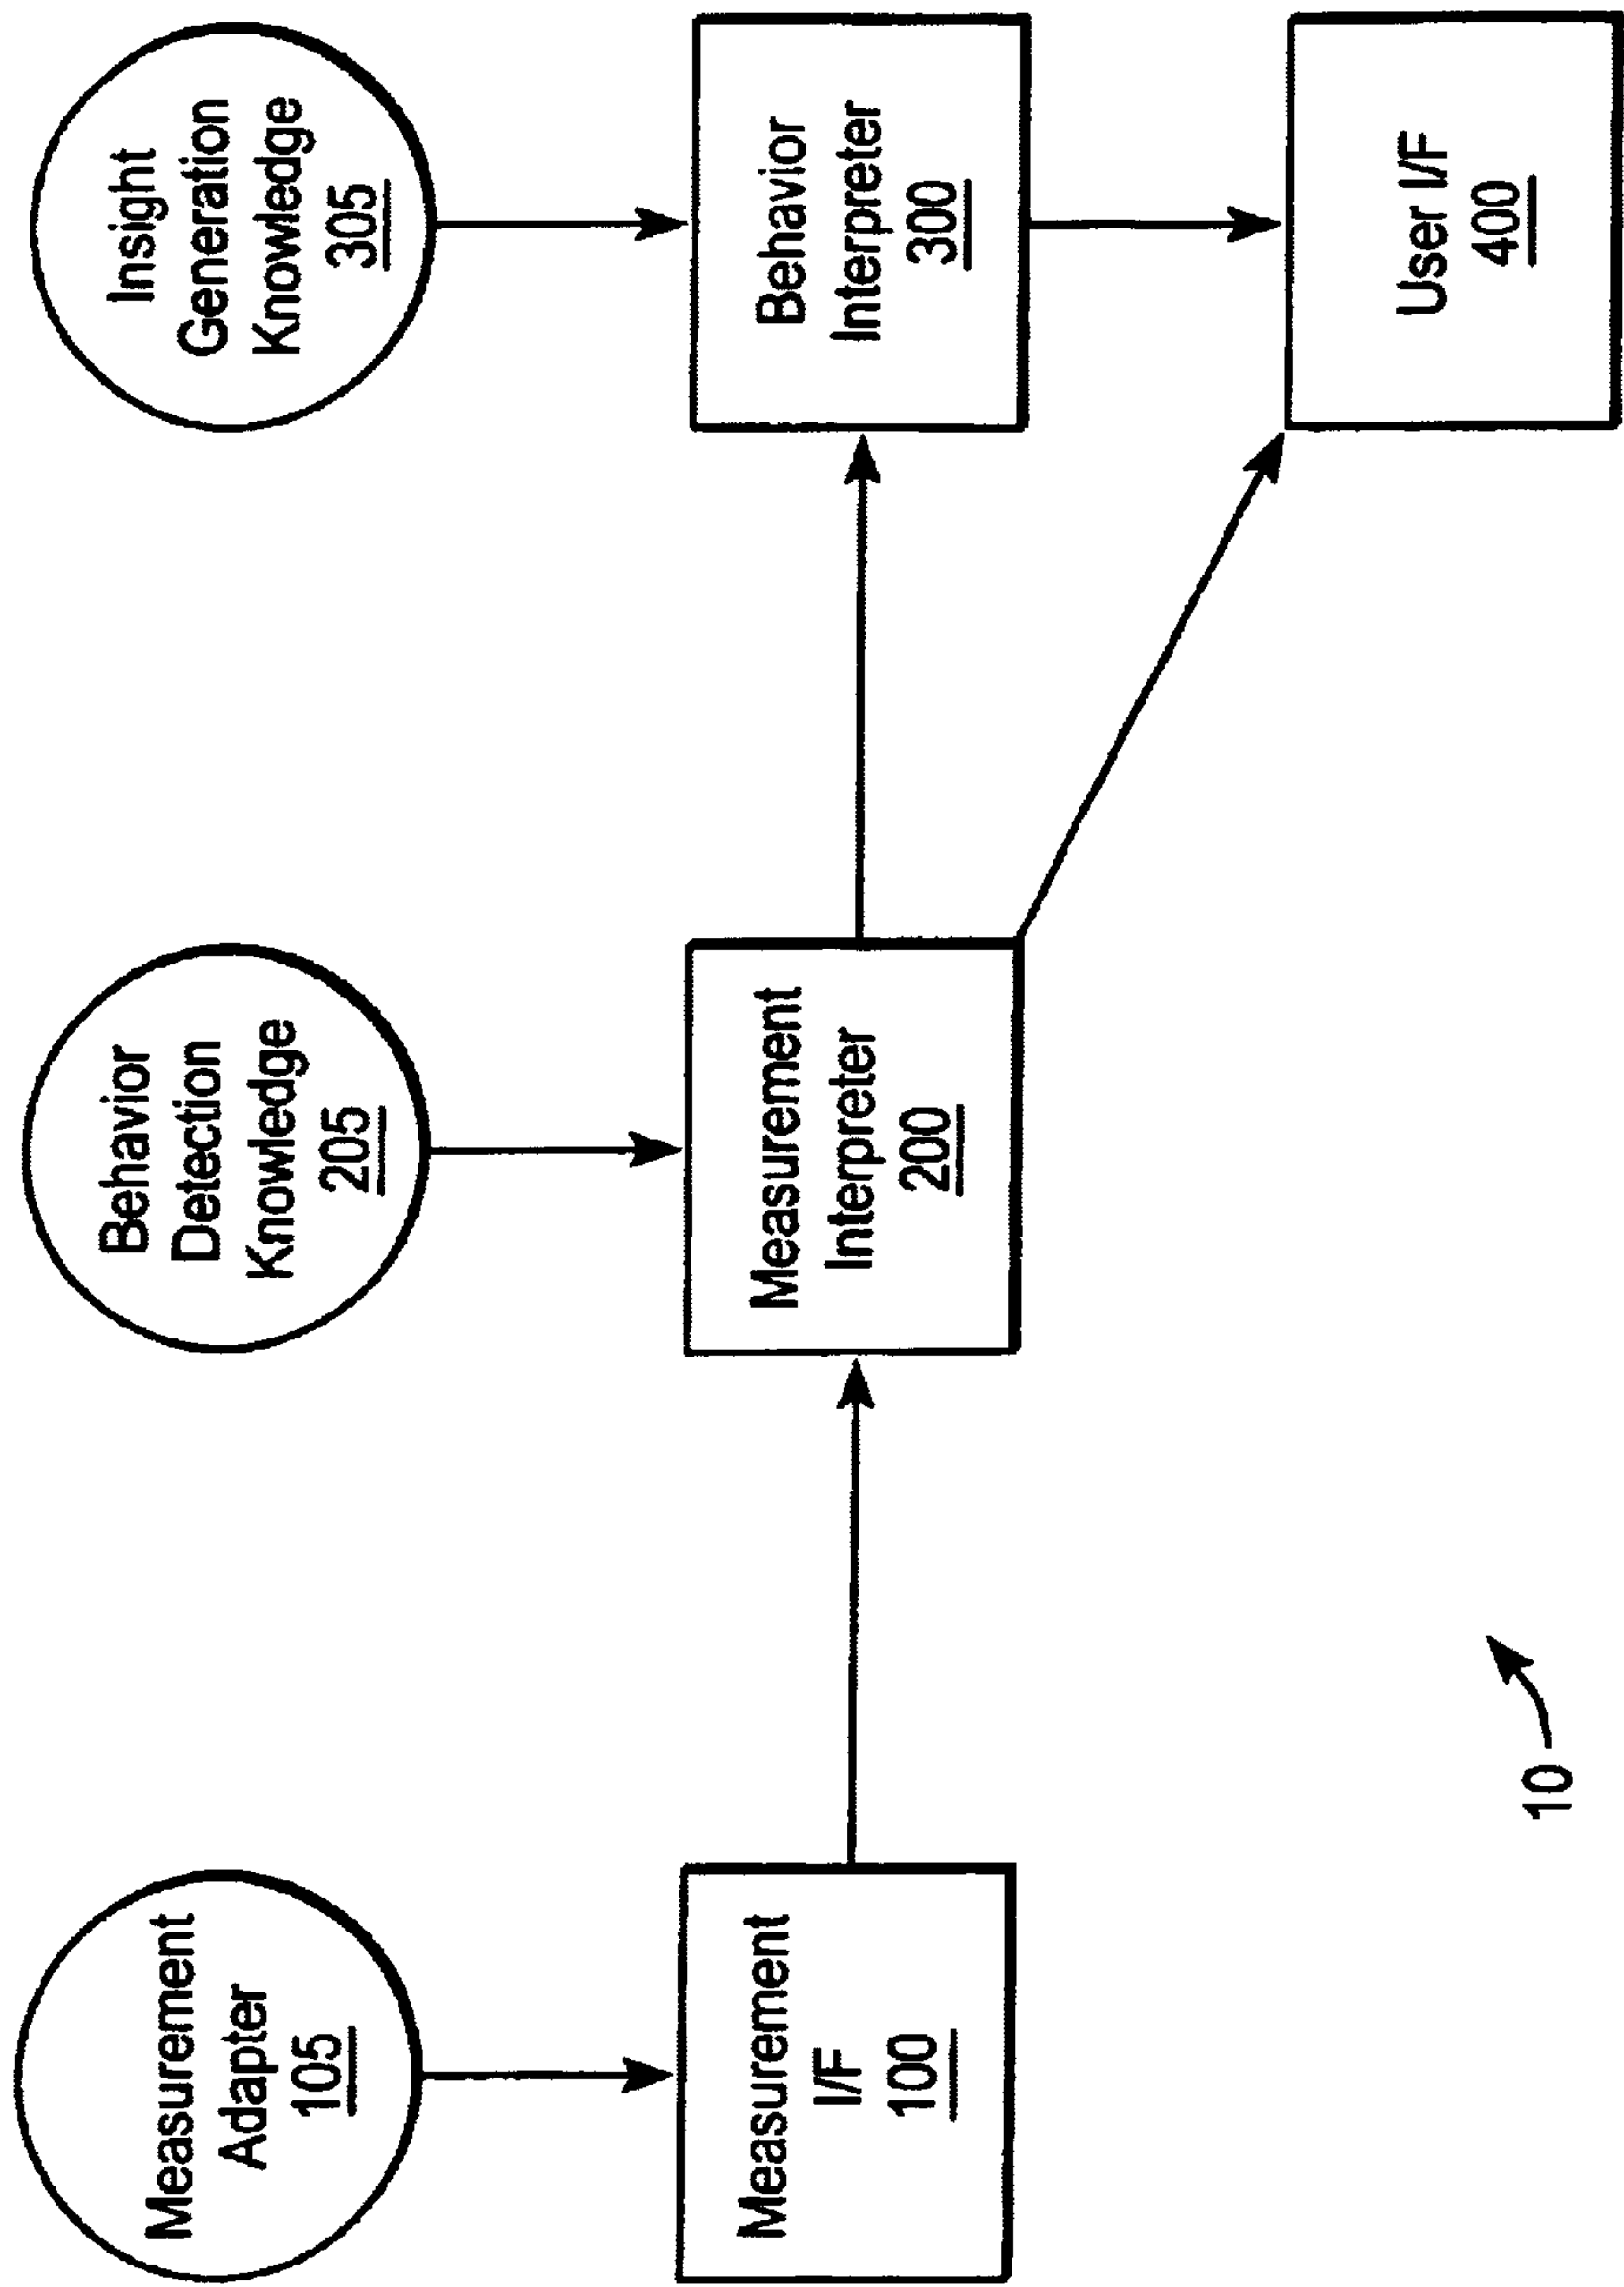 Measurement
Adapter
105
Behavior
Detection
Knowledge
205
Insight
Generation
Knowledge
305
Measurement
I/F
100
Measurement
Interpreter
200
Behavior
Interpreter
300
User I/F
400
10